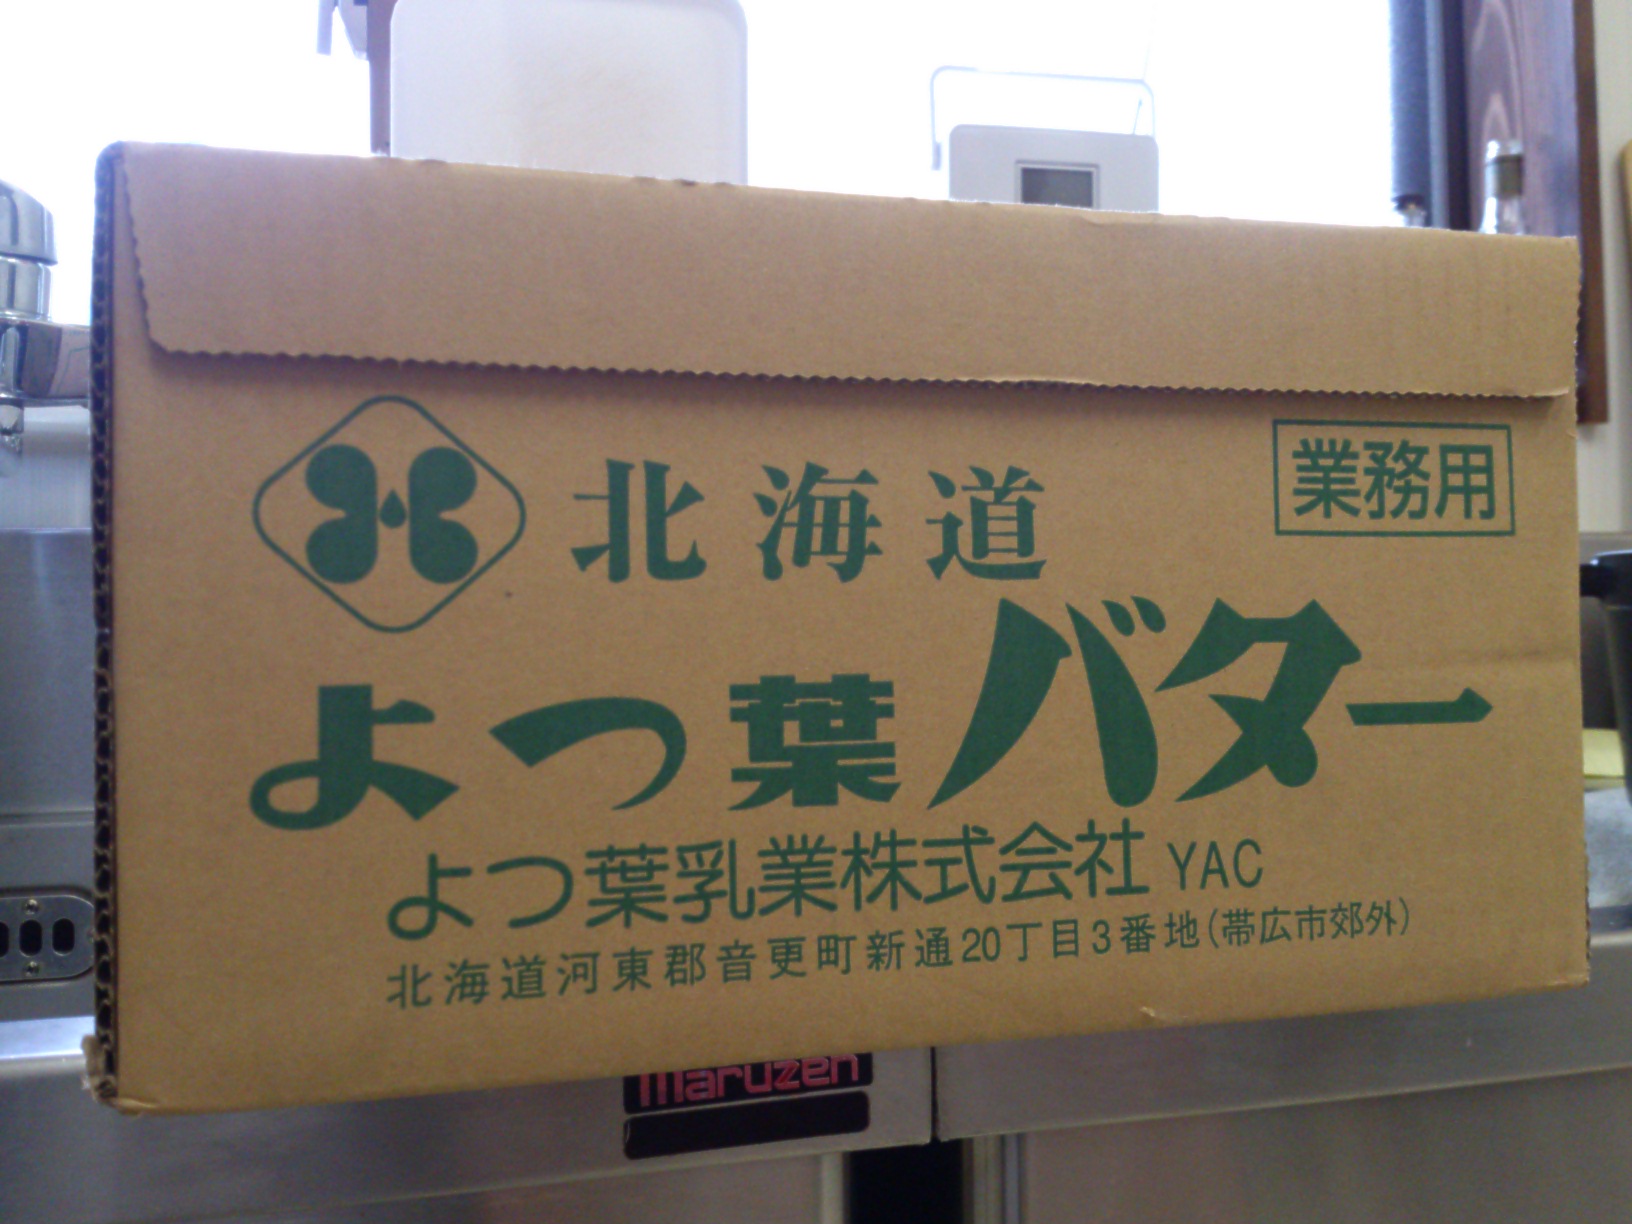 北海道
業務用
よつ葉バター
よつ葉乳業株式会社 YAC
北海道河東郡音更町新通20丁目3番地(帯広市郊外)
maruzen